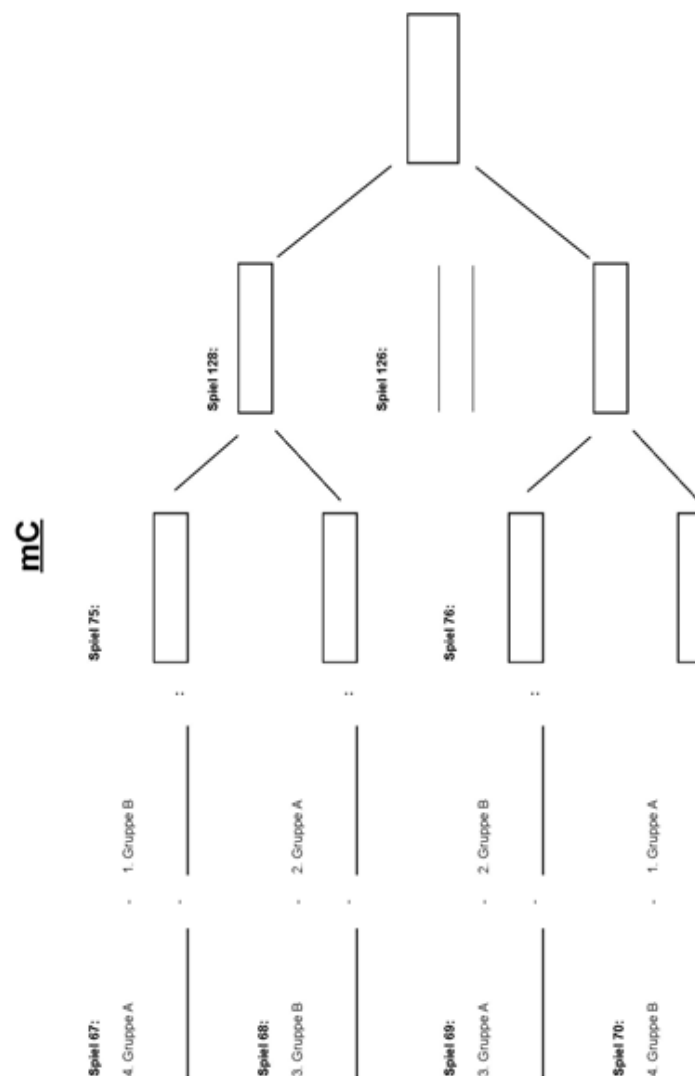 mC
Spiel 67:
4. Gruppe A - 1. Gruppe B
- :
Spiel 75:
Spiel 68:
3. Gruppe B - 2. Gruppe A
- :
Spiel 128:
Spiel 126:
Spiel 69:
3. Gruppe A - 2. Gruppe B
- :
Spiel 76:
Spiel 70:
4. Gruppe B - 1. Gruppe A